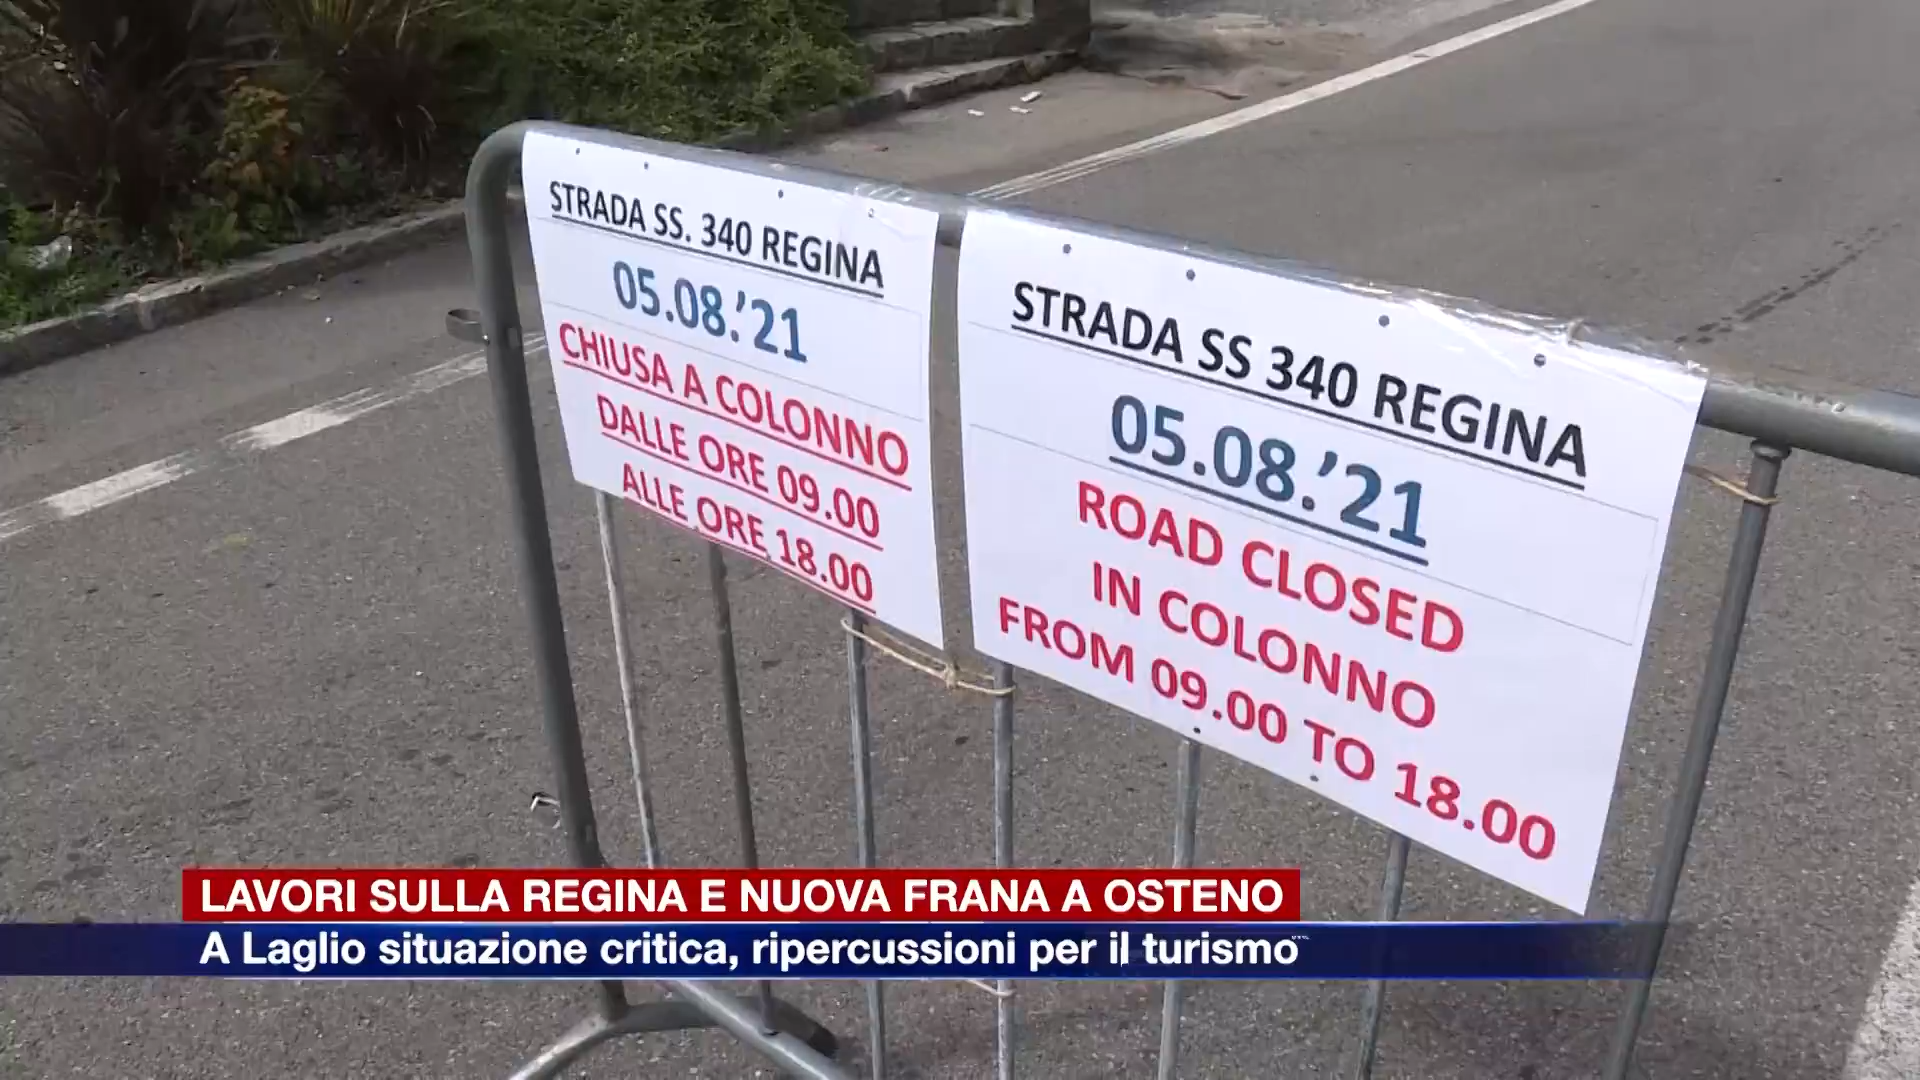 STRADA SS. 340 REGINA
05.08.'21
CHIUSA A COLONNO
DALLE ORE 09.00
ALLE ORE 18.00
STRADA SS 340 REGINA
05.08.'21
ROAD CLOSED
IN COLONNO
FROM 09.00 TO 18.00
LAVORI SULLA REGINA E NUOVA FRANA A OSTENO
A Laglio situazione critica, ripercussioni per il turismo